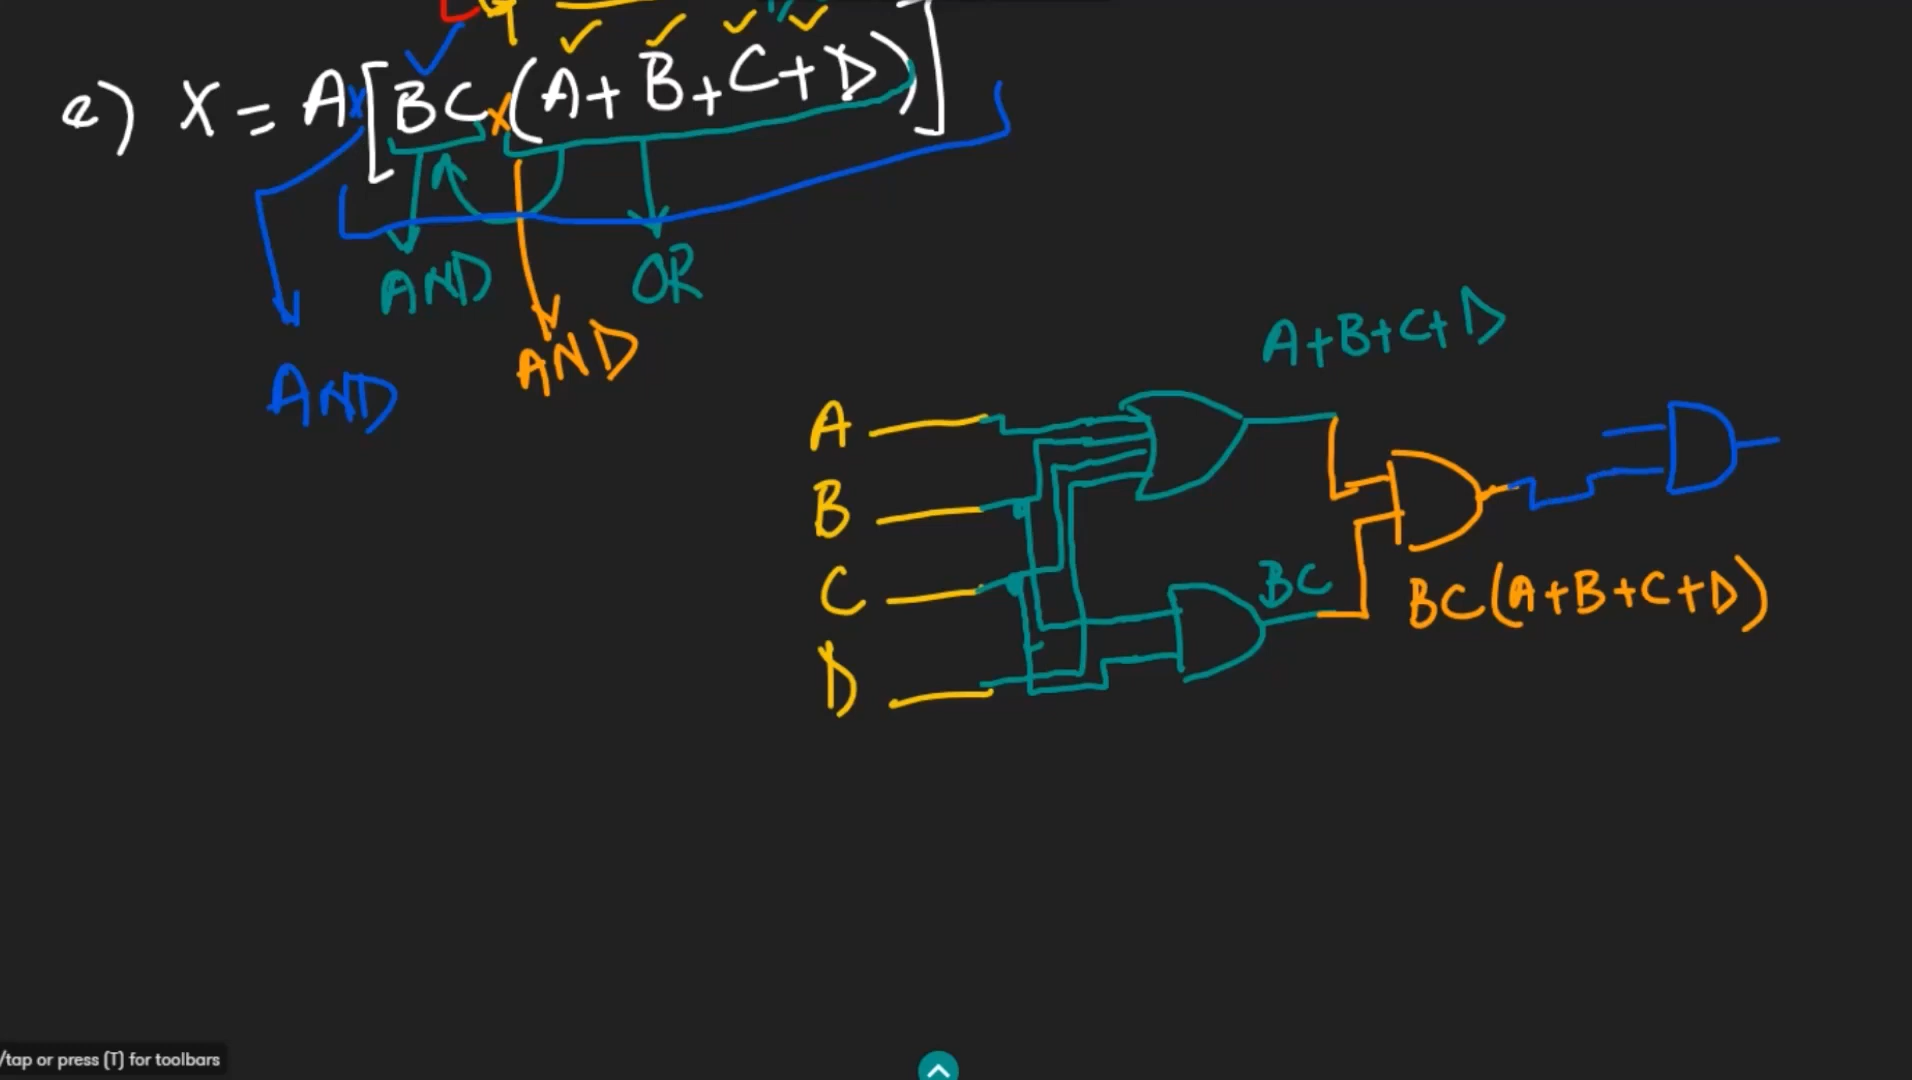 e) X = A[BC(A+B+C+D)]
AND
OR
AND
AND
A+B+C+D
A
B
C
BC
BC(A+B+C+D)
D
/tap or press (T) for toolbars